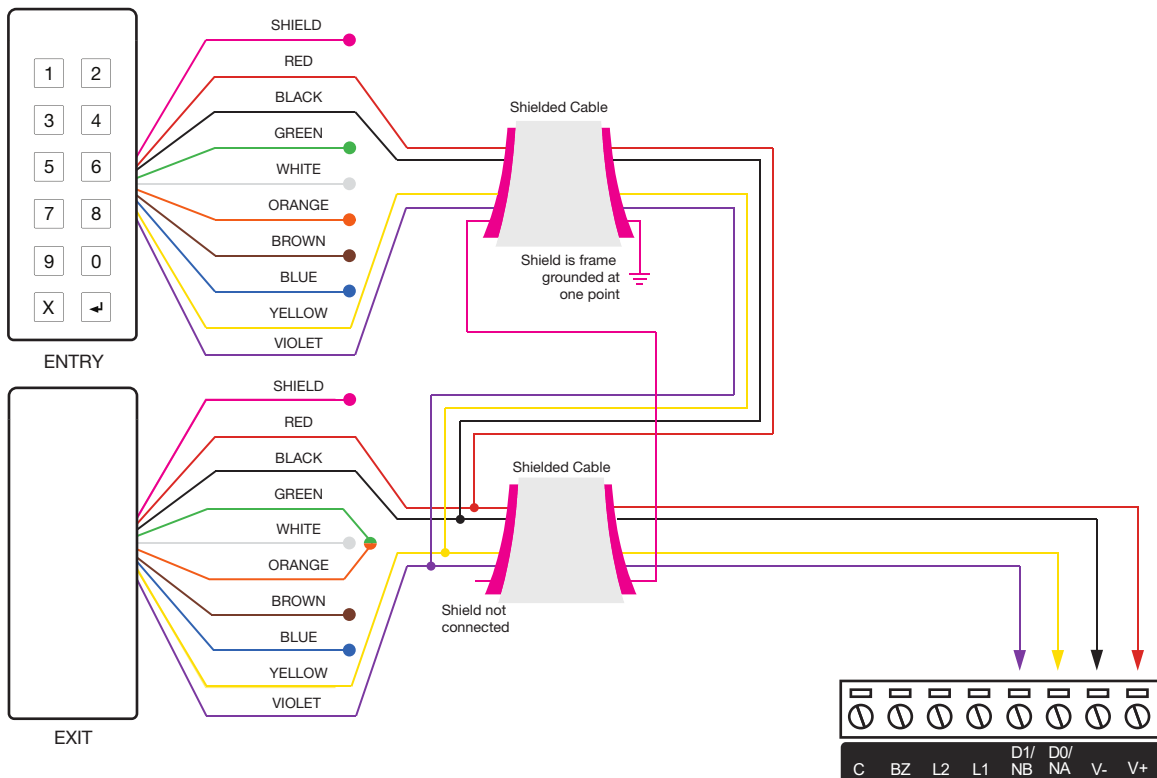 SHIELD
RED
BLACK
GREEN
WHITE
ORANGE
BROWN
BLUE
YELLOW
VIOLET
1 2
3 4
5 6
7 8
9 0
X ↵
ENTRY
Shielded Cable
Shield is frame
grounded at
one point
SHIELD
RED
BLACK
GREEN
WHITE
ORANGE
BROWN
BLUE
YELLOW
VIOLET
EXIT
Shielded Cable
Shield not
connected
C
BZ
L2
L1
D1/
NB
D0/
NA
V-
V+